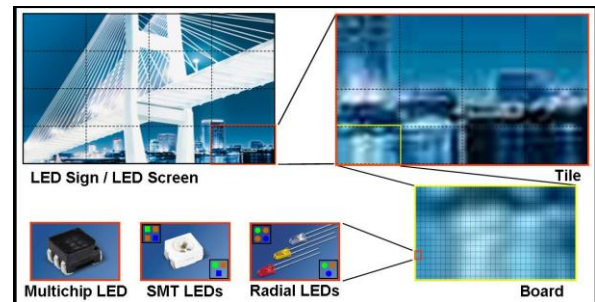 LED Sign / LED Screen
Tile
Multichip LED
SMT LEDs
Radial LEDs
Board